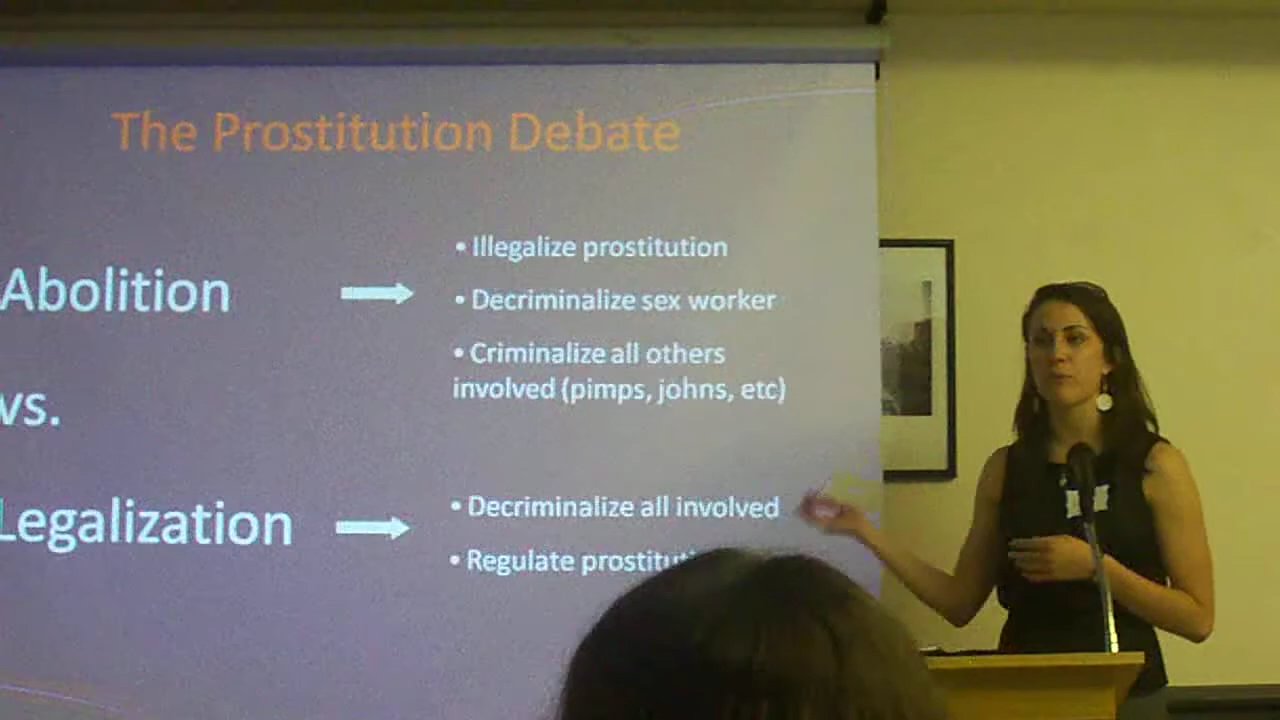 The Prostitution Debate
• Illegalize prostitution
Abolition
• Decriminalize sex worker
• Criminalize all others
involved (pimps, johns, etc)
vs.
Legalization
• Decriminalize all involved
• Regulate